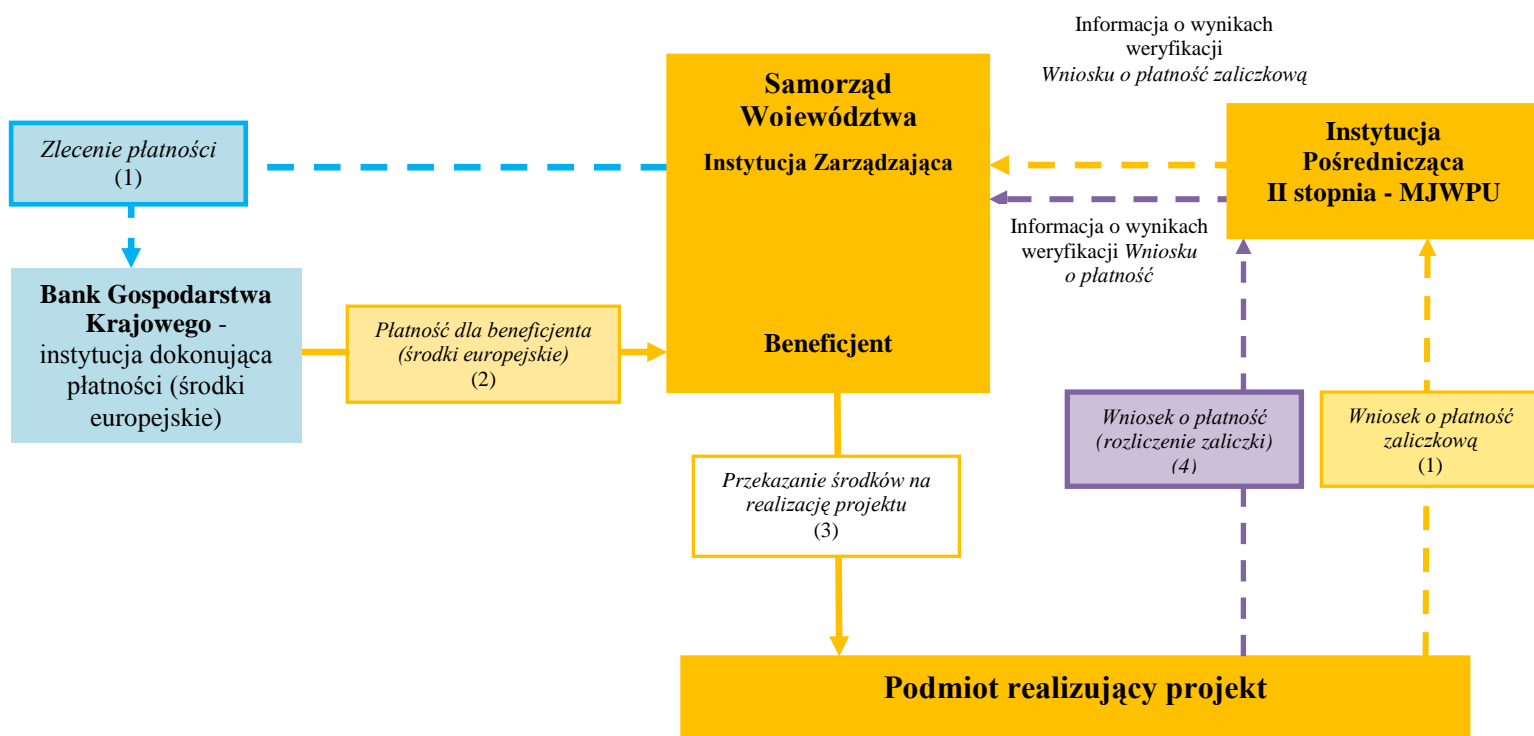 Informacja o wynikach
weryfikacji
Wniosku o płatność zaliczkową
Samorząd
Województwa
Instytucja Zarządzająca
Beneficjent
Zlecenie płatności
(1)
Instytucja
Pośrednicząca
II stopnia - MJWPU
Informacja o wynikach
weryfikacji Wniosku
o płatność
Bank Gospodarstwa
Krajowego -
instytucja dokonująca
płatności (środki
europejskie)
Płatność dla beneficjenta
(środki europejskie)
(2)
Wniosek o płatność
(rozliczenie zaliczki)
(4)
Wniosek o płatność
zaliczkową
(1)
Przekazanie środków na
realizację projektu
(3)
Podmiot realizujący projekt